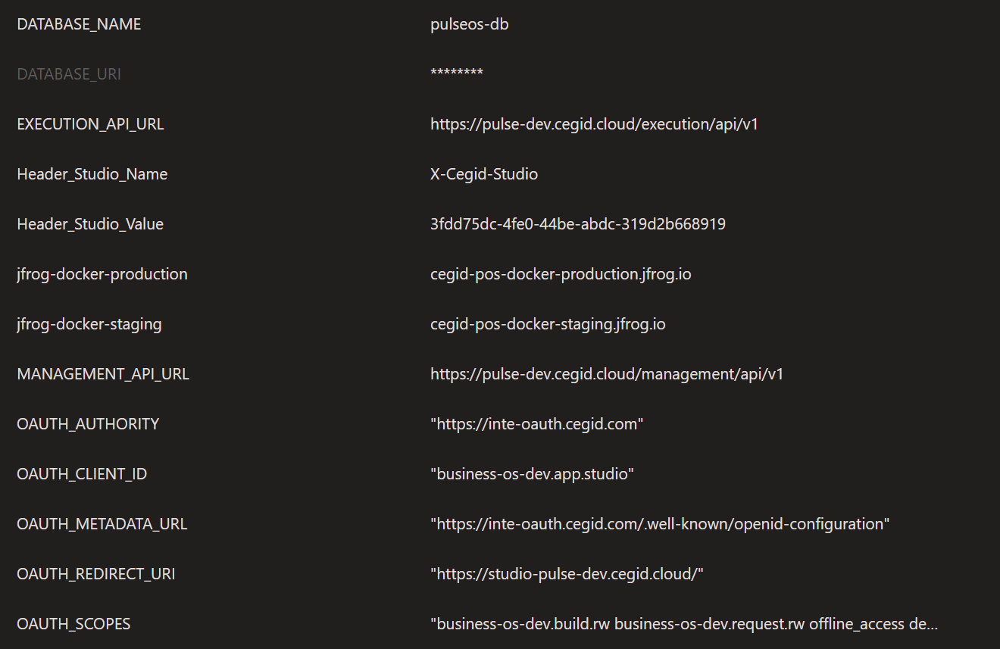 DATABASE_NAME pulseos-db
DATABASE_URI ********
EXECUTION_API_URL https://pulse-dev.cegid.cloud/execution/api/v1
Header_Studio_Name X-Cegid-Studio
Header_Studio_Value 3fdd75dc-4fe0-44be-abdc-319d2b668919
jfrog-docker-production cegid-pos-docker-production.jfrog.io
jfrog-docker-staging cegid-pos-docker-staging.jfrog.io
MANAGEMENT_API_URL https://pulse-dev.cegid.cloud/management/api/v1
OAUTH_AUTHORITY "https://inte-oauth.cegid.com"
OAUTH_CLIENT_ID "business-os-dev.app.studio"
OAUTH_METADATA_URL "https://inte-oauth.cegid.com/.well-known/openid-configuration"
OAUTH_REDIRECT_URI "https://studio-pulse-dev.cegid.cloud/"
OAUTH_SCOPES "business-os-dev.build.rw business-os-dev.request.rw offline_access de...